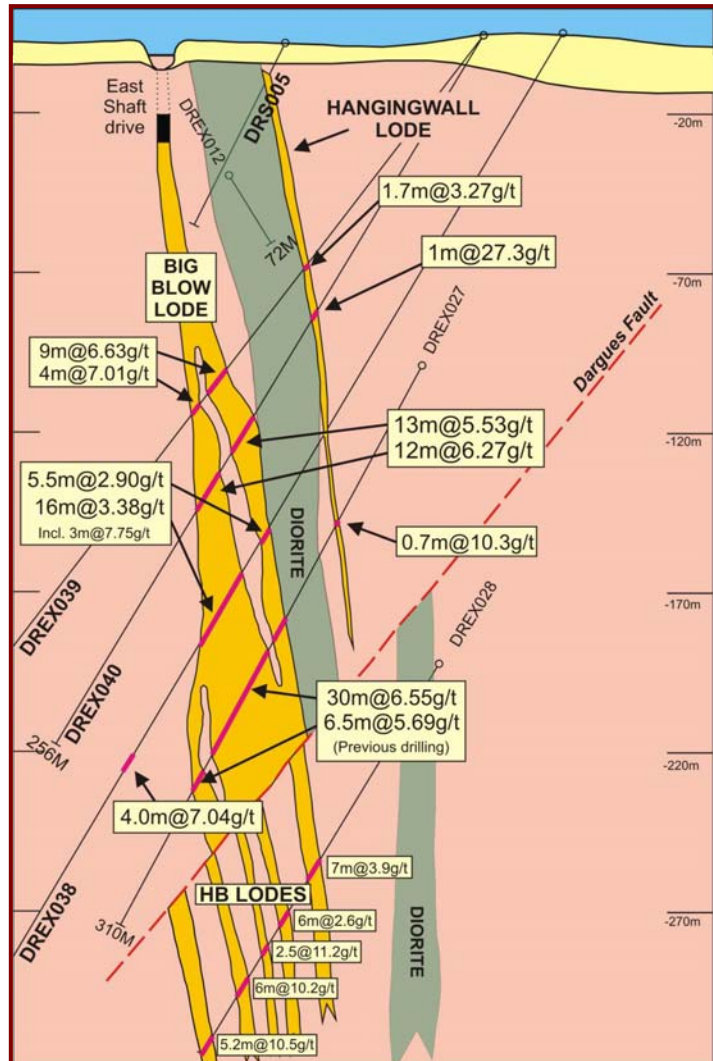 East
Shaft
drive
DREX012
DRS005
HANGINGWALL
LODE
-20m
72M
1.7m@3.27g/t
1m@27.3g/t
BIG
BLOW
LODE
-70m
DREX027
Dargues Fault
9m@6.63g/t
4m@7.01g/t
13m@5.53g/t
12m@6.27g/t
-120m
5.5m@2.90g/t
16m@3.38g/t
Incl. 3m@7.75g/t
DIORITE
0.7m@10.3g/t
-170m
DREX039
DREX028
DREX040
256M
30m@6.55g/t
6.5m@5.69g/t
(Previous drilling)
-220m
4.0m@7.04g/t
DREX038
310M
HB LODES
7m@3.9g/t
6m@2.6g/t
2.5@11.2g/t
6m@10.2g/t
5.2m@10.5g/t
DIORITE
-270m